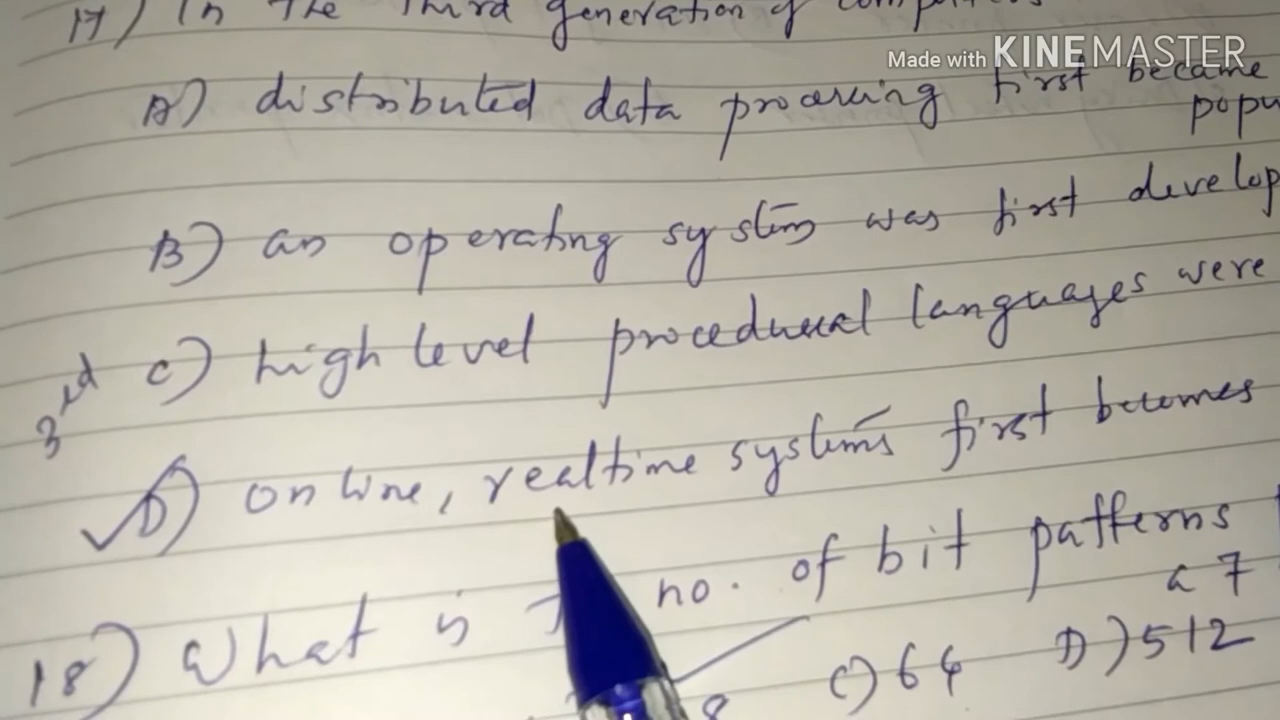 Made with KINEMASTER
17) In the Third generation of
A) distributed data processing first became
popu
B) an operating system was first develop
3rd C) high level procedural languages were
D) online, realtime systems first becomes
18) What is no. of bit patterns
a 7
8 C) 64 D) 512